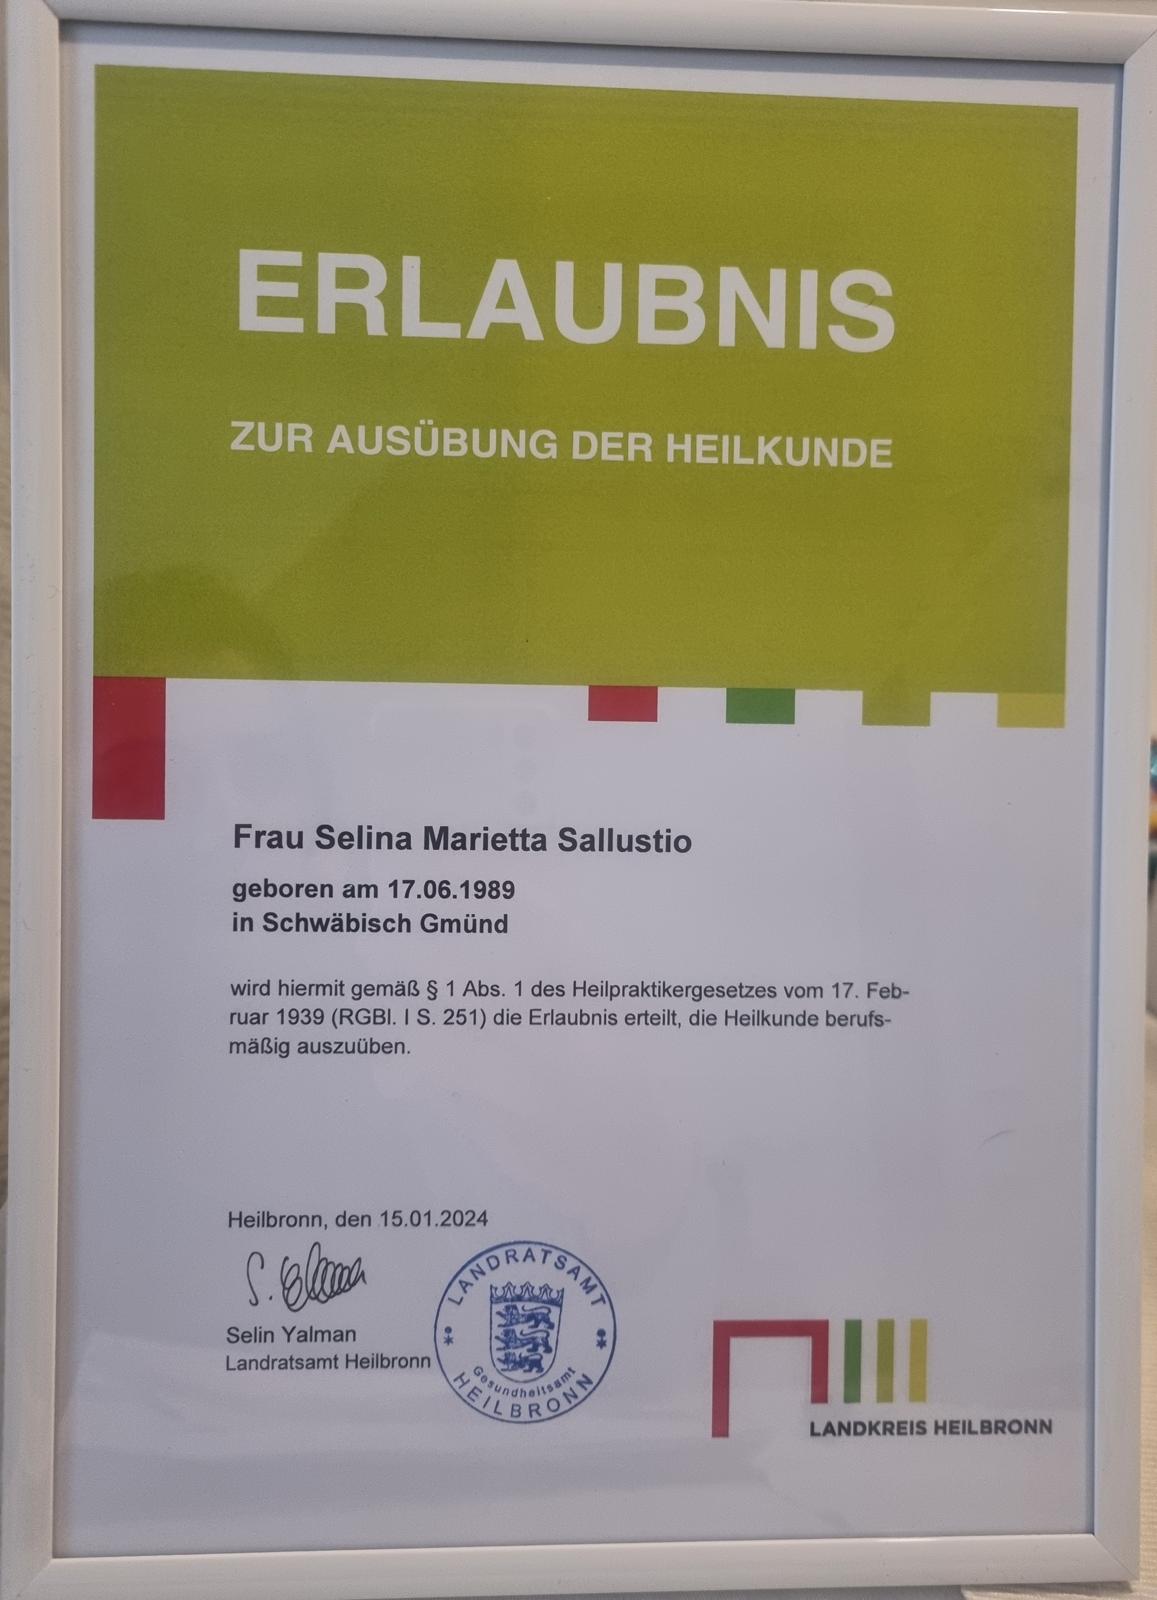 ERLAUBNIS
ZUR AUSÜBUNG DER HEILKUNDE
Frau Selina Marietta Sallustio
geboren am 17.06.1989
in Schwäbisch Gmünd
wird hiermit gemäß § 1 Abs. 1 des Heilpraktikergesetzes vom 17. Feb-
ruar 1939 (RGBl. I S. 251) die Erlaubnis erteilt, die Heilkunde berufs-
mäßig auszuüben.
Heilbronn, den 15.01.2024
Selin Yalman
Landratsamt Heilbronn
LANDRATSAMT
Gesundheitsamt
HEILBRONN
LANDKREIS HEILBRONN